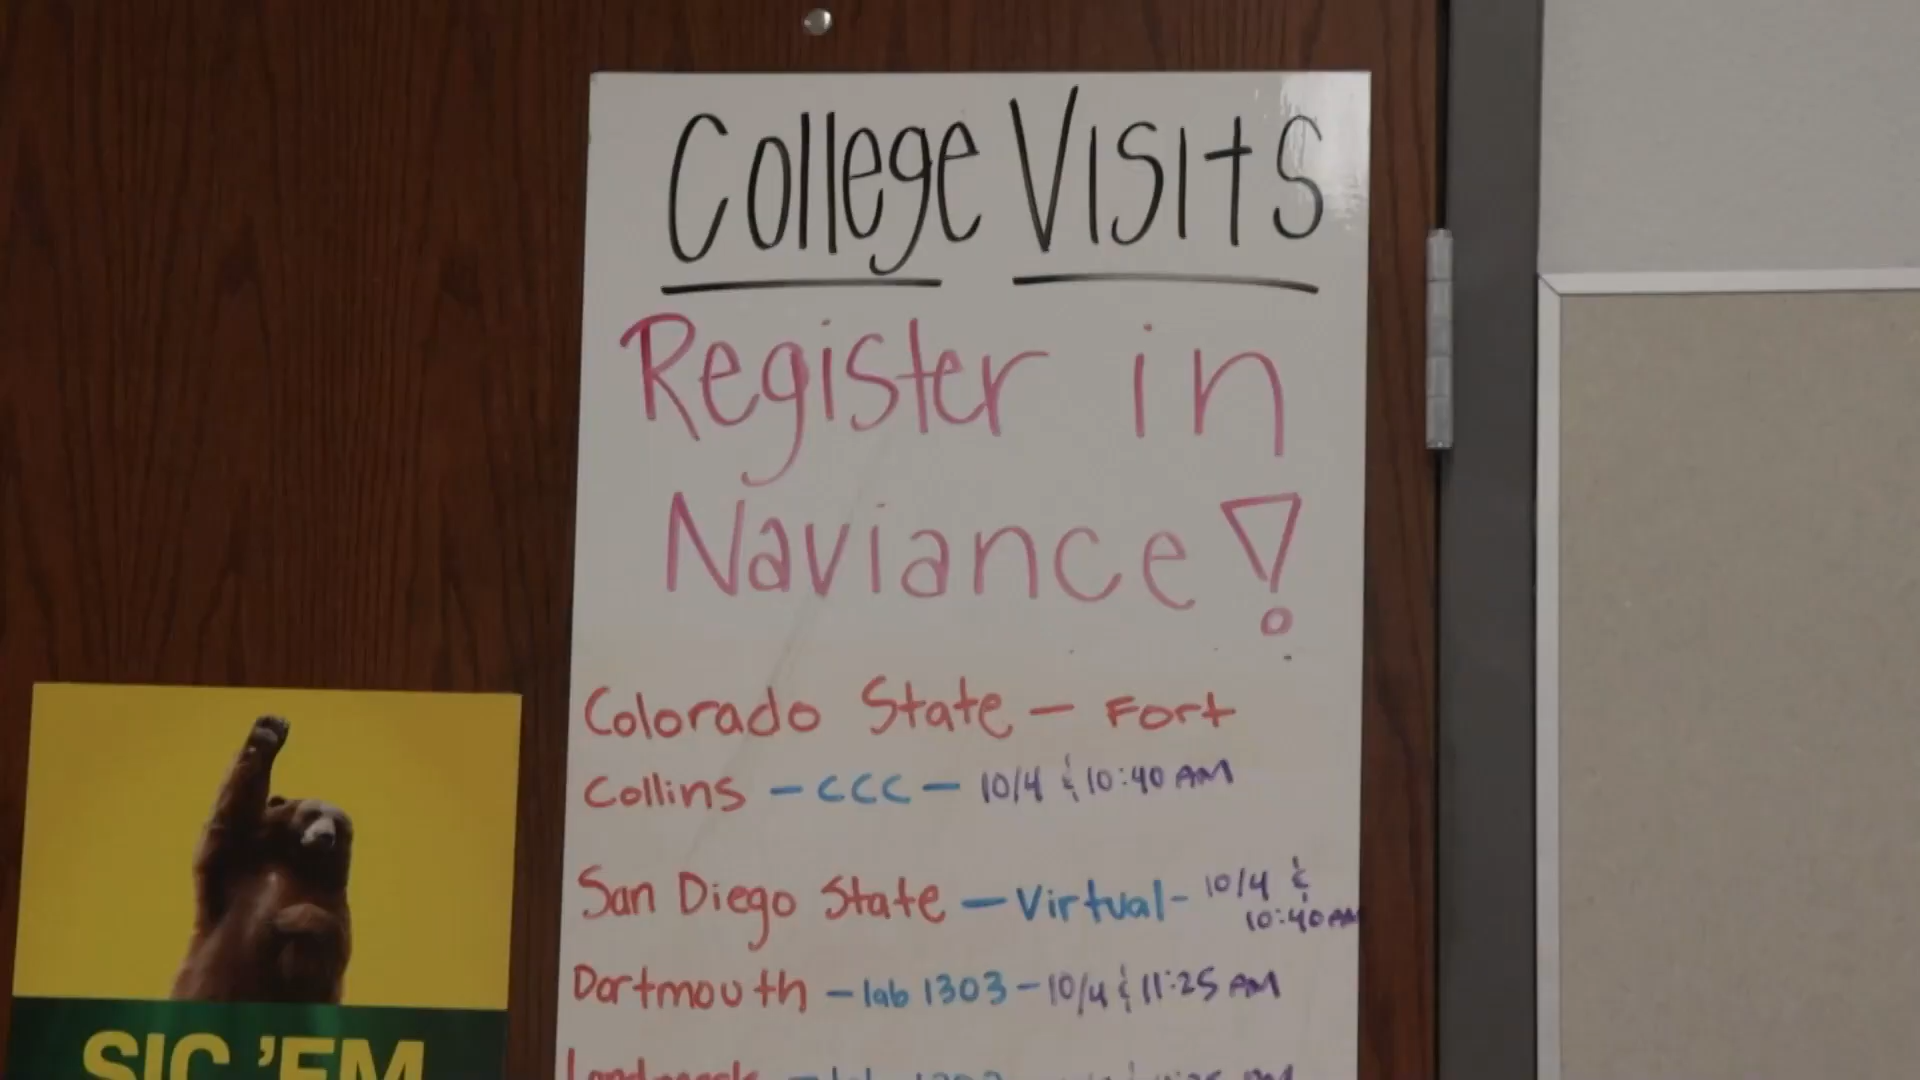 College Visits
Register in
Naviance!
Colorado State – Fort
Collins – CCC – 10/4 & 10:40 AM
San Diego State – Virtual - 10/4 &
10:40 AM
Dartmouth – lab 1303 - 10/4 & 11:25 AM
SIC 'EM